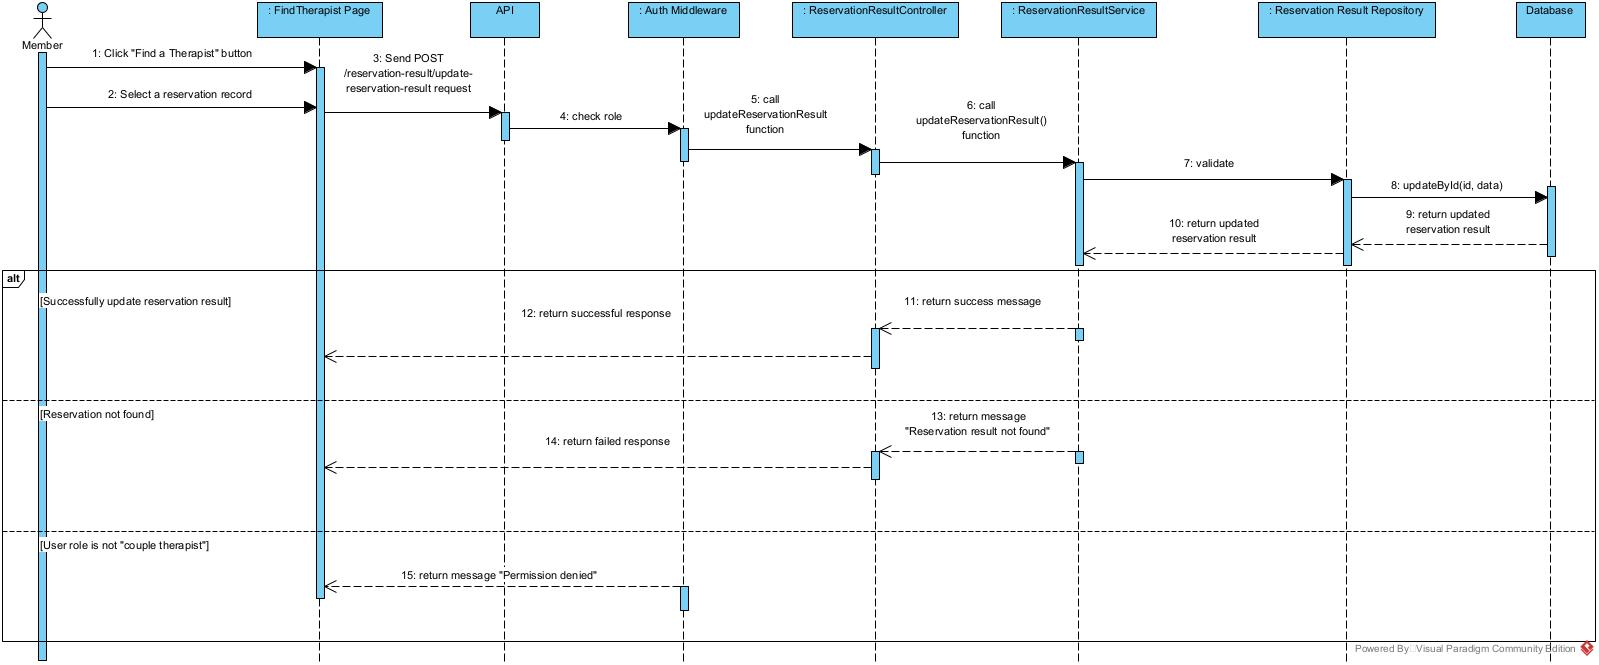 : FindTherapist Page
API
: Auth Middleware
: ReservationResultController
: ReservationResultService
: Reservation Result Repository
Database
Member
1: Click "Find a Therapist" button
2: Select a reservation record
3: Send POST
/reservation-result/update-
reservation-result request
4: check role
5: call
updateReservationResult
function
6: call
updateReservationResult()
function
7: validate
8: updateById(id, data)
9: return updated
reservation result
10: return updated
reservation result
alt
[Successfully update reservation result]
11: return success message
12: return successful response
[Reservation not found]
13: return message
"Reservation result not found"
14: return failed response
[User role is not "couple therapist"]
15: return message "Permission denied"
Powered By Visual Paradigm Community Edition